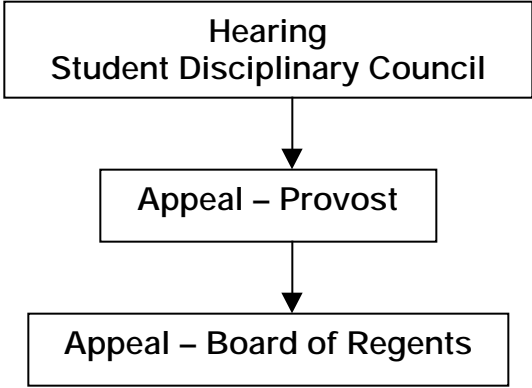 Hearing
Student Disciplinary Council
Appeal – Provost
Appeal – Board of Regents